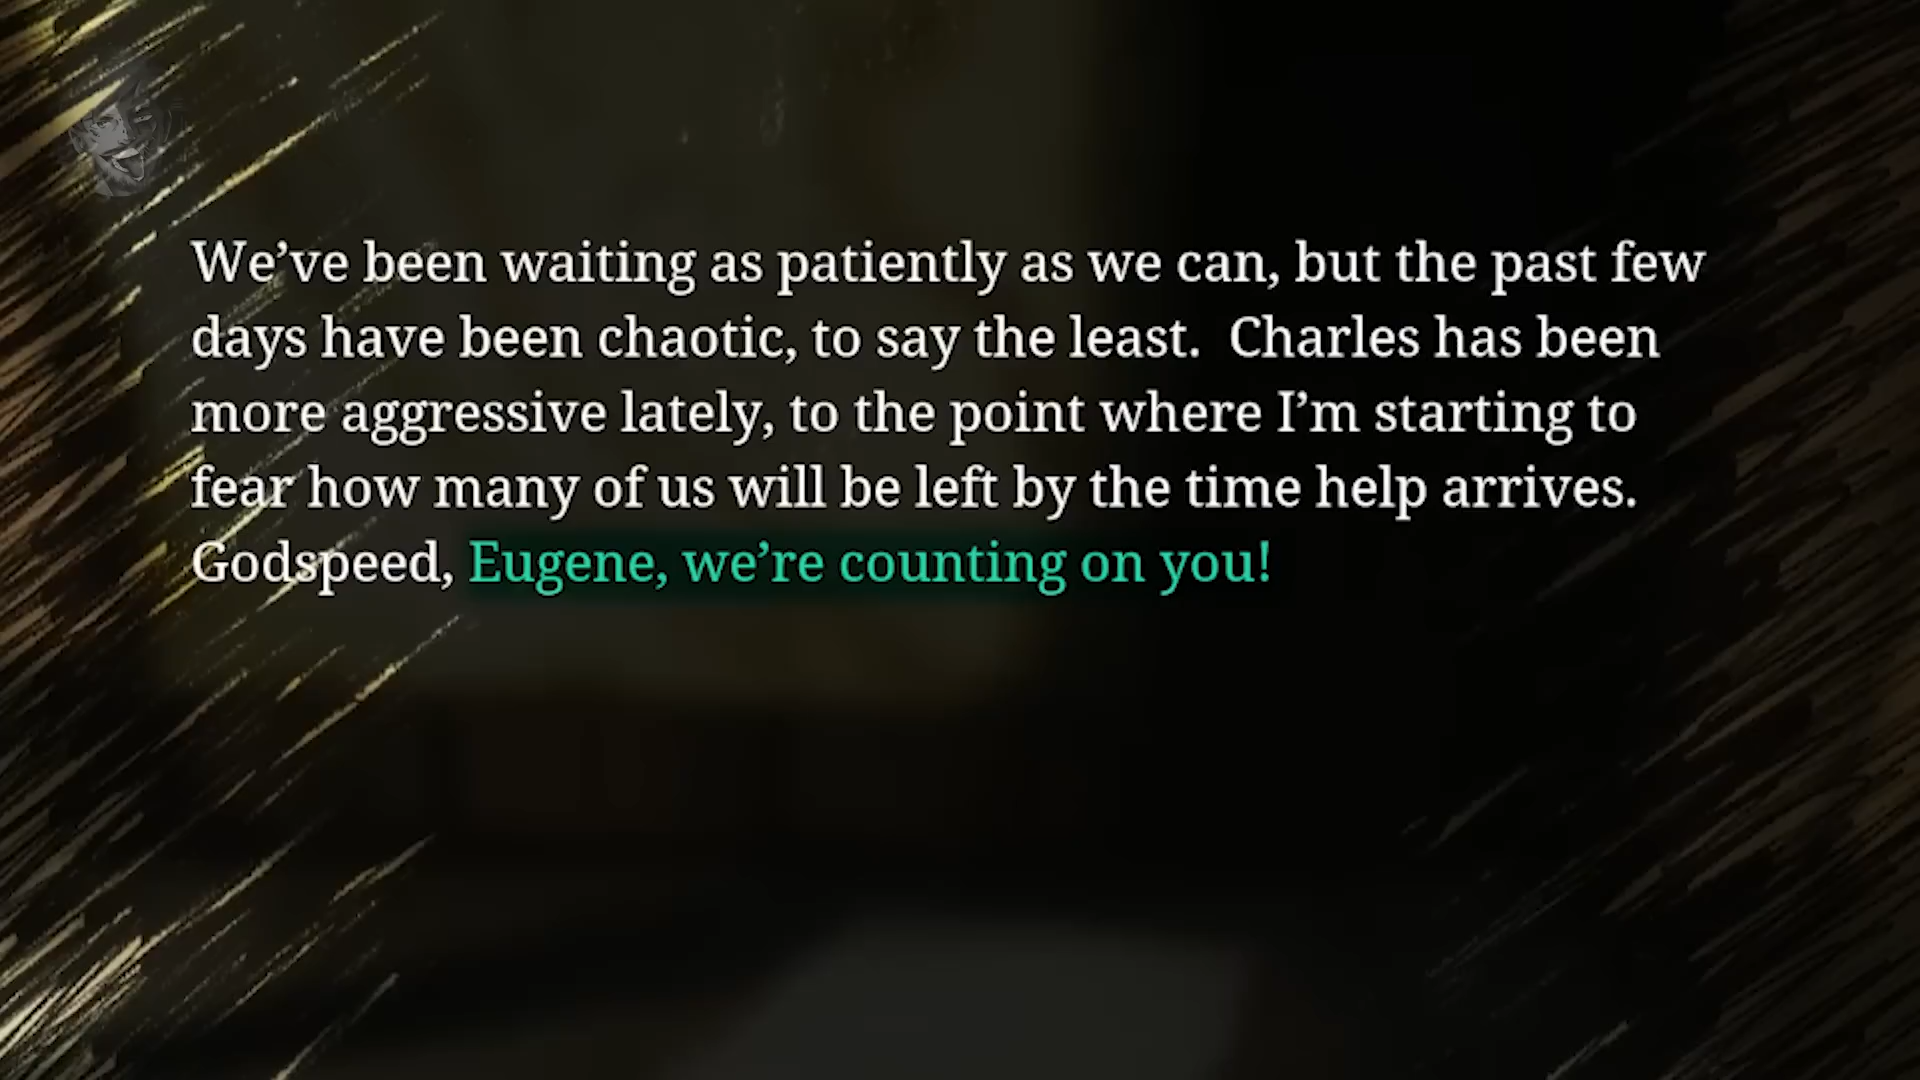 We’ve been waiting as patiently as we can, but the past few
days have been chaotic, to say the least.  Charles has been
more aggressive lately, to the point where I’m starting to
fear how many of us will be left by the time help arrives.
Godspeed, Eugene, we’re counting on you!